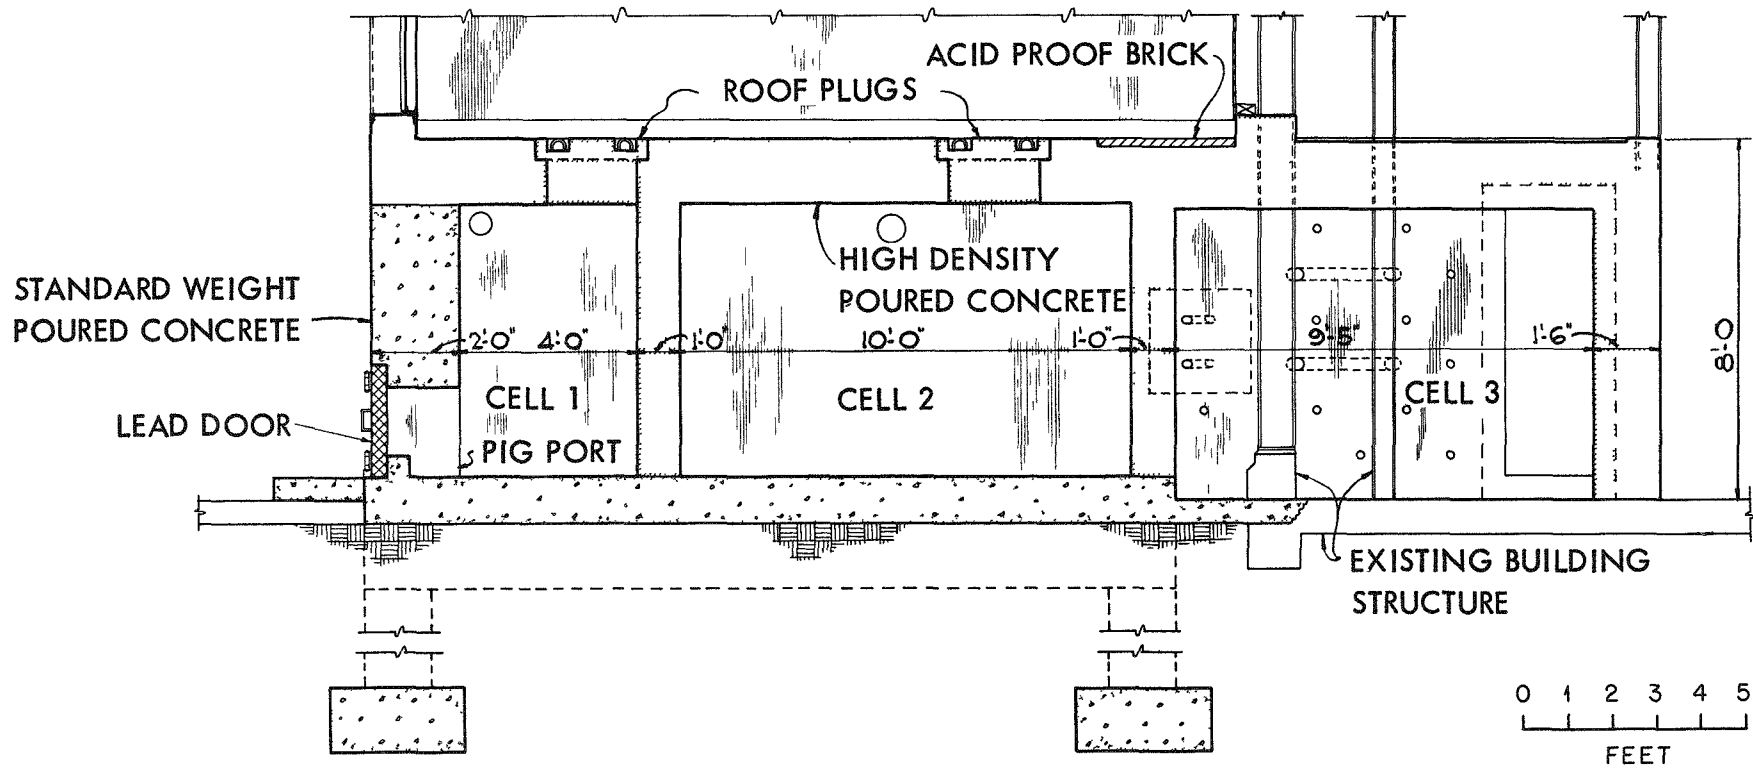 ACID PROOF BRICK
ROOF PLUGS
HIGH DENSITY
POURED CONCRETE
STANDARD WEIGHT
POURED CONCRETE
2'-0" 4'-0" 1'-0" 10'-0" 1'-0" 9'-5" 1'-6"
8'-0
CELL 1 CELL 2 CELL 3
LEAD DOOR
PIG PORT
EXISTING BUILDING
STRUCTURE
0 1 2 3 4 5
FEET